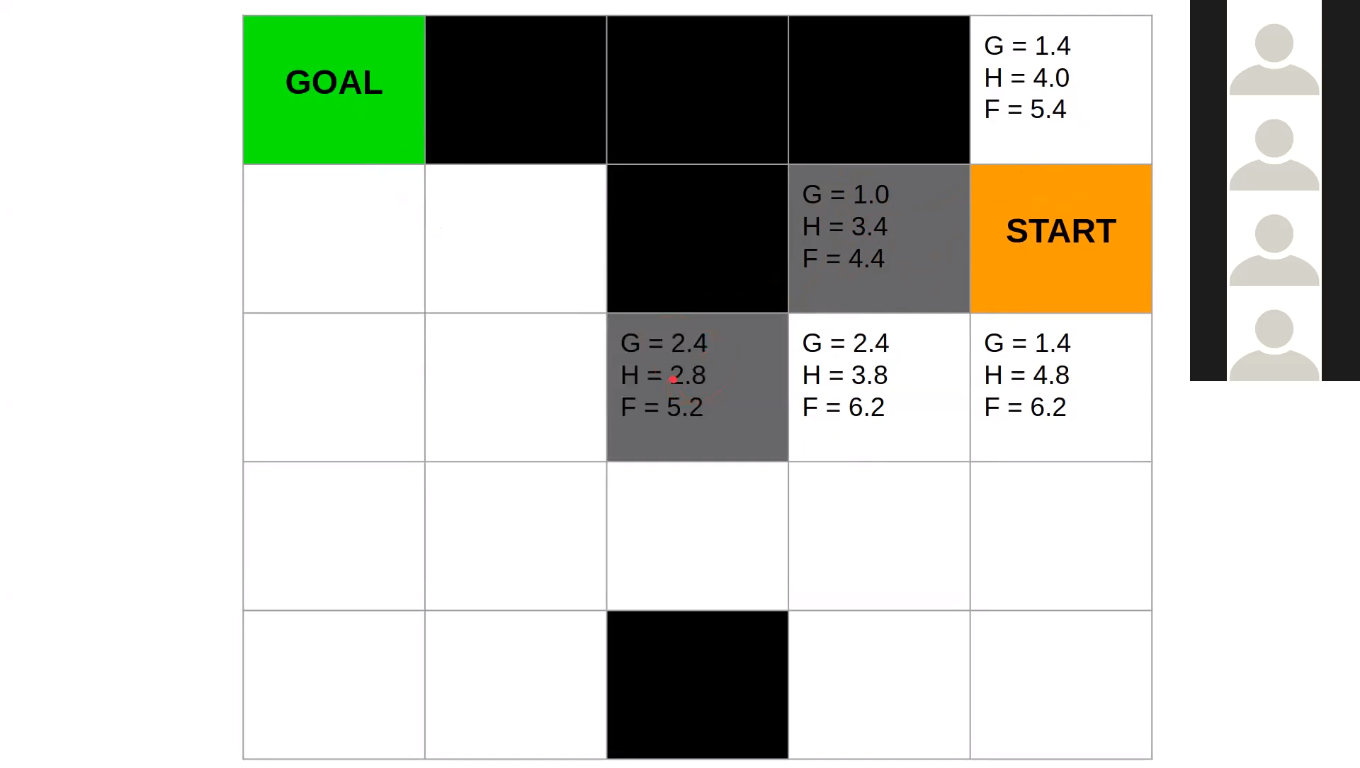 GOAL
G = 1.4
H = 4.0
F = 5.4
G = 1.0
H = 3.4
F = 4.4
START
G = 2.4
H = 2.8
F = 5.2
G = 2.4
H = 3.8
F = 6.2
G = 1.4
H = 4.8
F = 6.2